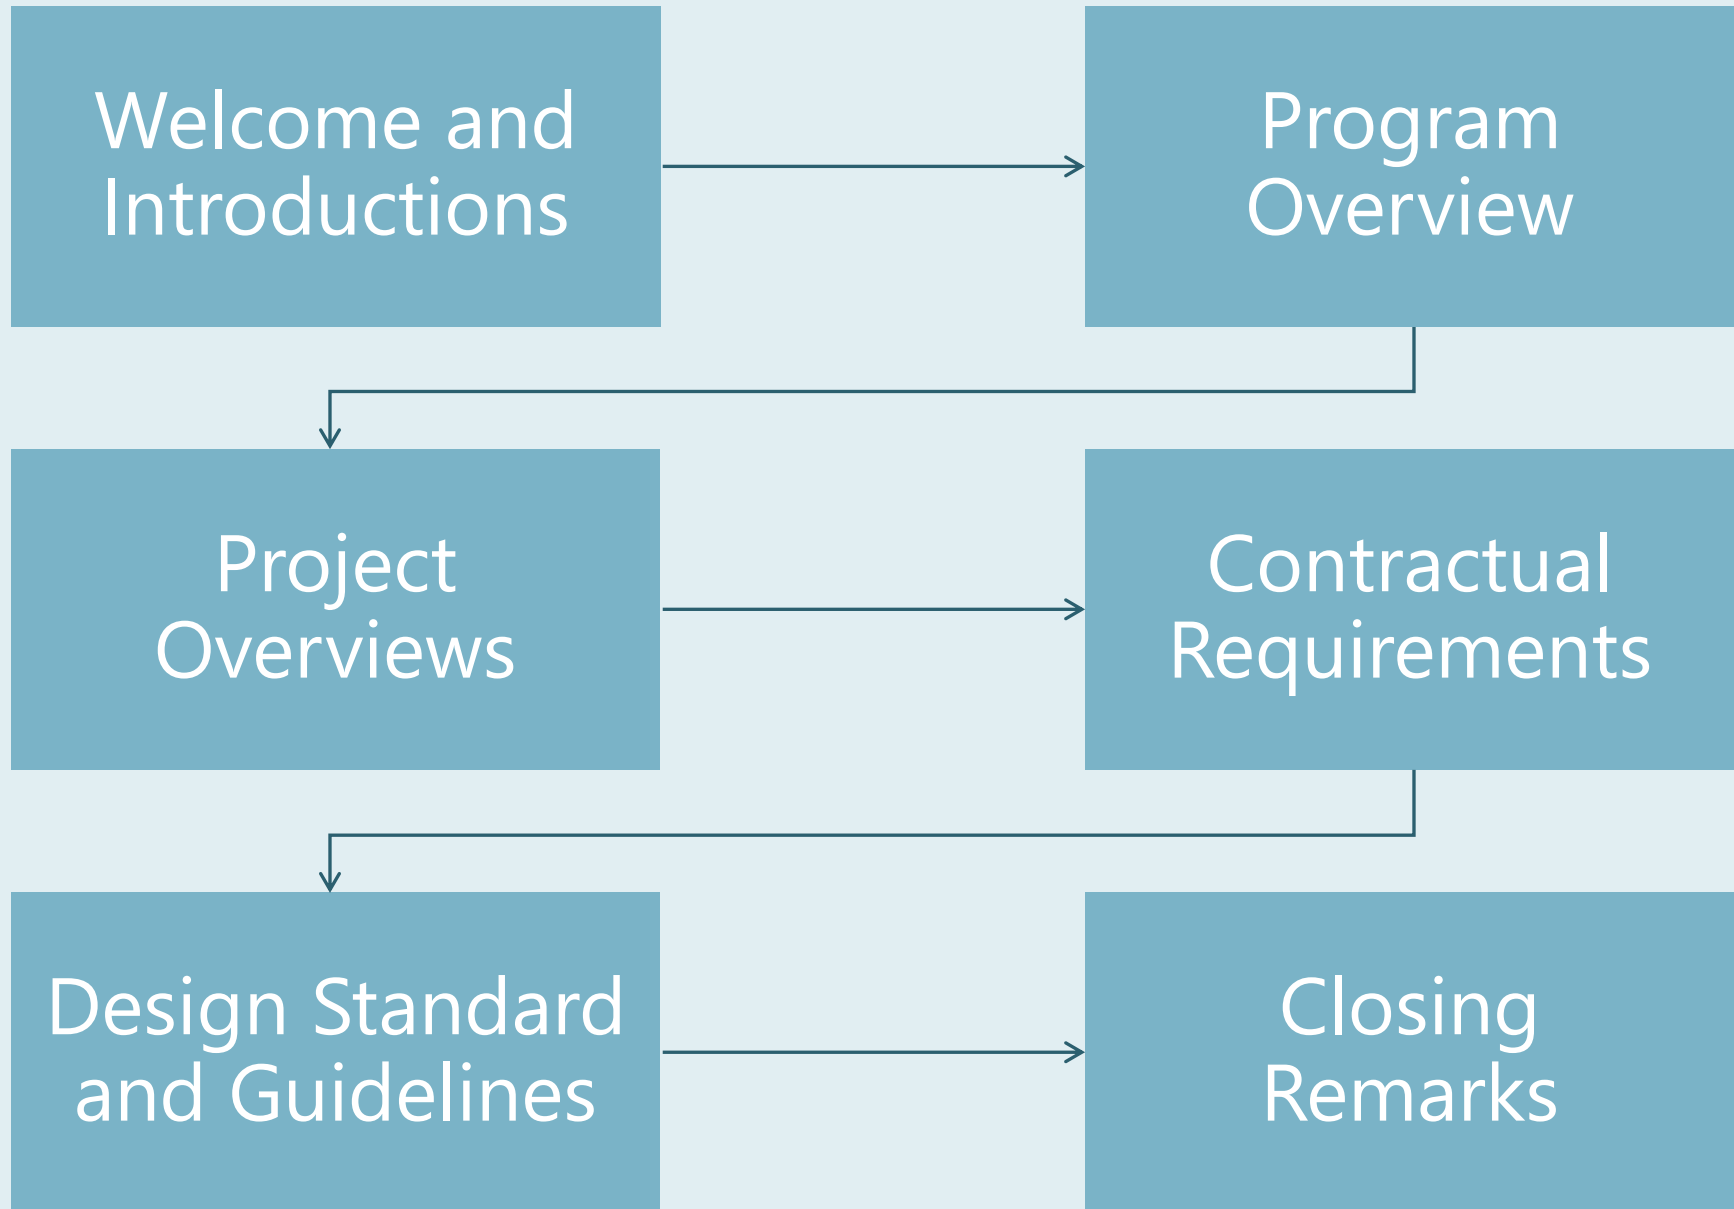 Welcome and
Introductions
Program
Overview
Project
Overviews
Contractual
Requirements
Design Standard
and Guidelines
Closing
Remarks